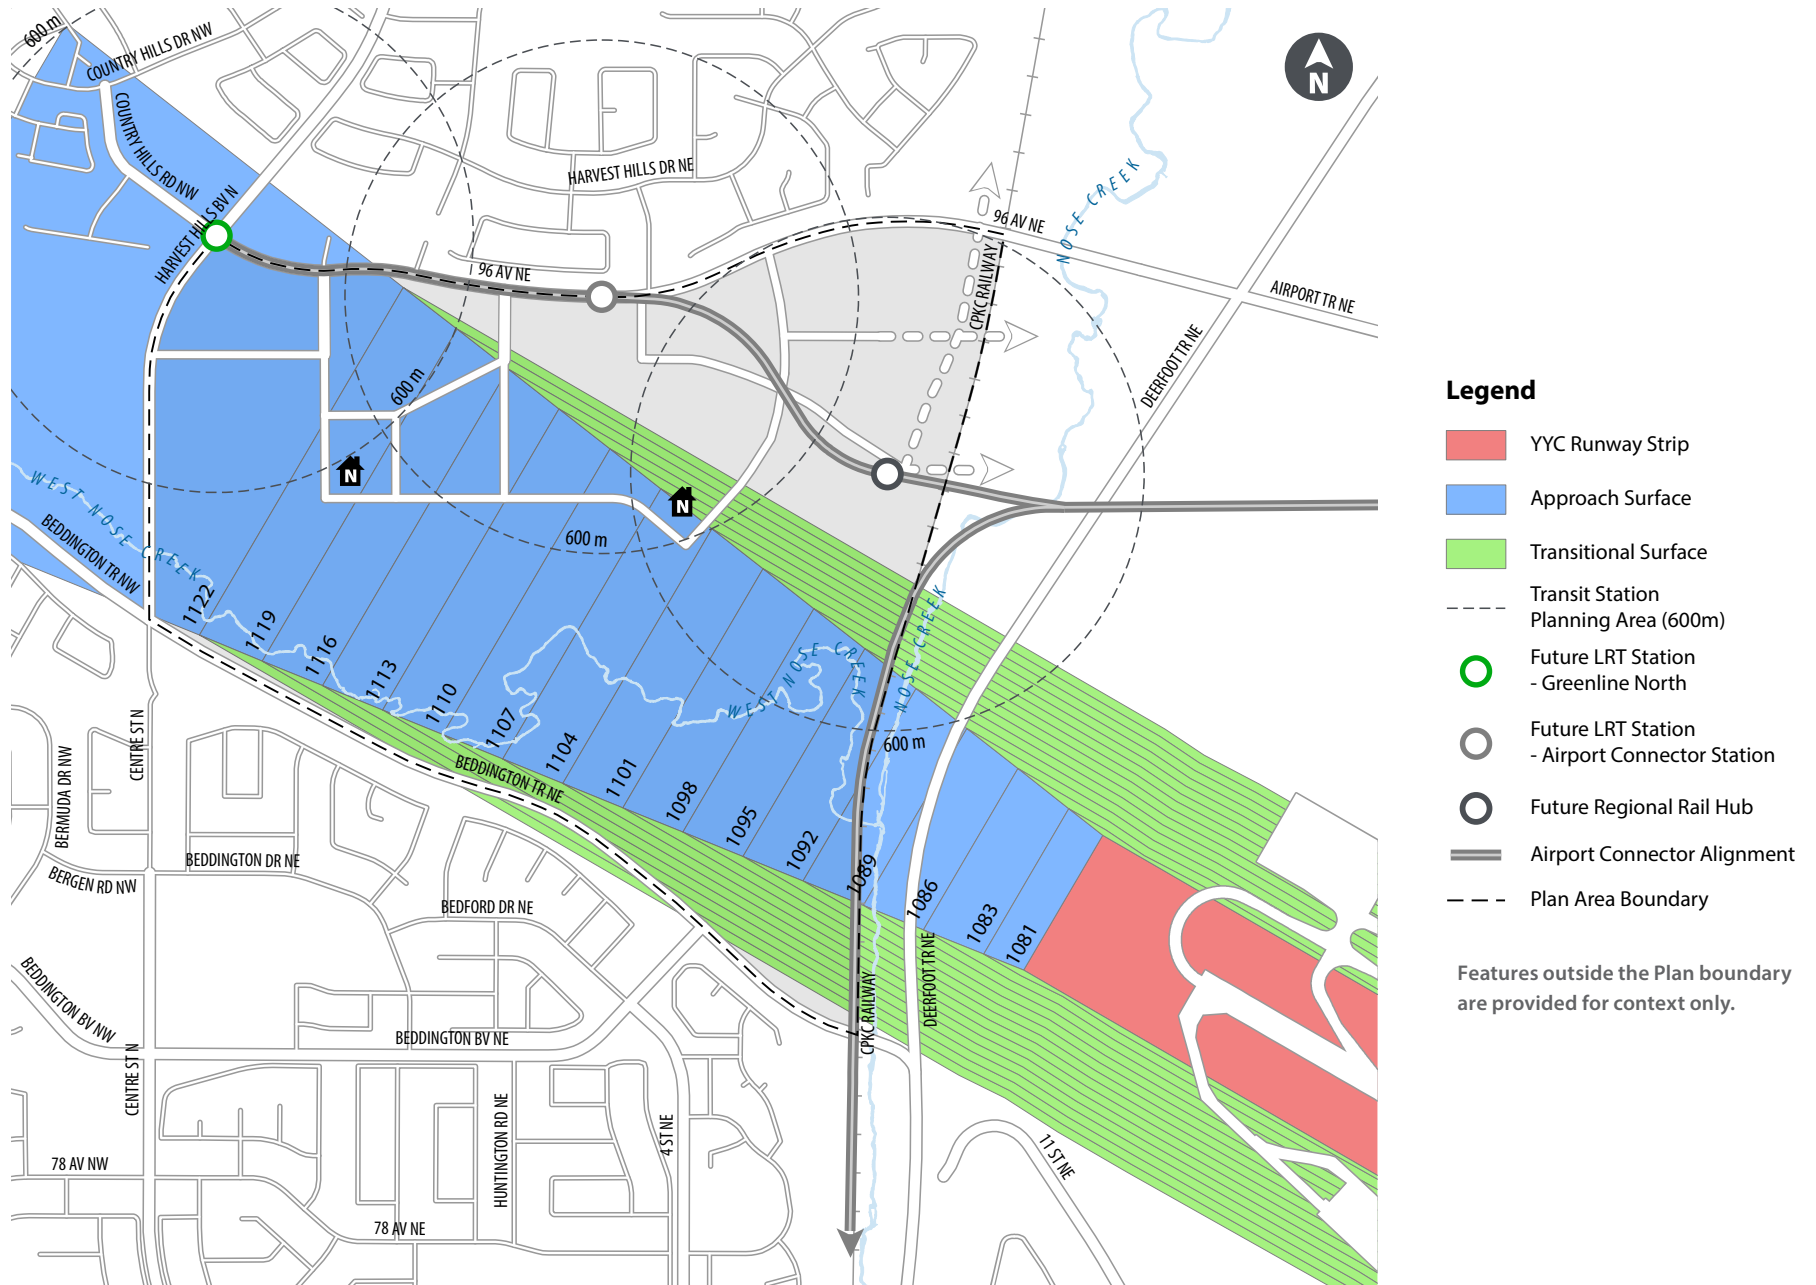 600 m
COUNTRY HILLS DR NW
COUNTRY HILLS RD NW
HARVEST HILLS BV N
HARVEST HILLS DR NE
96 AV NE
96 AV NE
NOSE CREEK
N
AIRPORT TR NE
DEERFOOT TR NE
CPKC RAILWAY
600 m
N
N
600 m
WEST NOSE CREEK
BEDDINGTON TR NW
1122
1119
1116
1113
1110
1107
1104
1101
1098
1095
1092
1089
1086
1083
1081
WEST NOSE CREEK
NOSE CREEK
600 m
BEDDINGTON TR NE
CENTRE ST N
BERMUDA DR NW
BERGEN RD NW
BEDDINGTON DR NE
BEDFORD DR NE
BEDDINGTON BV NW
BEDDINGTON BV NE
CENTRE ST N
HUNTINGTON RD NE
4 ST NE
78 AV NW
78 AV NE
CPKC RAILWAY
DEERFOOT TR NE
11 ST NE
Legend
YYC Runway Strip
Approach Surface
Transitional Surface
Transit Station
Planning Area (600m)
Future LRT Station
- Greenline North
Future LRT Station
- Airport Connector Station
Future Regional Rail Hub
Airport Connector Alignment
Plan Area Boundary
Features outside the Plan boundary
are provided for context only.